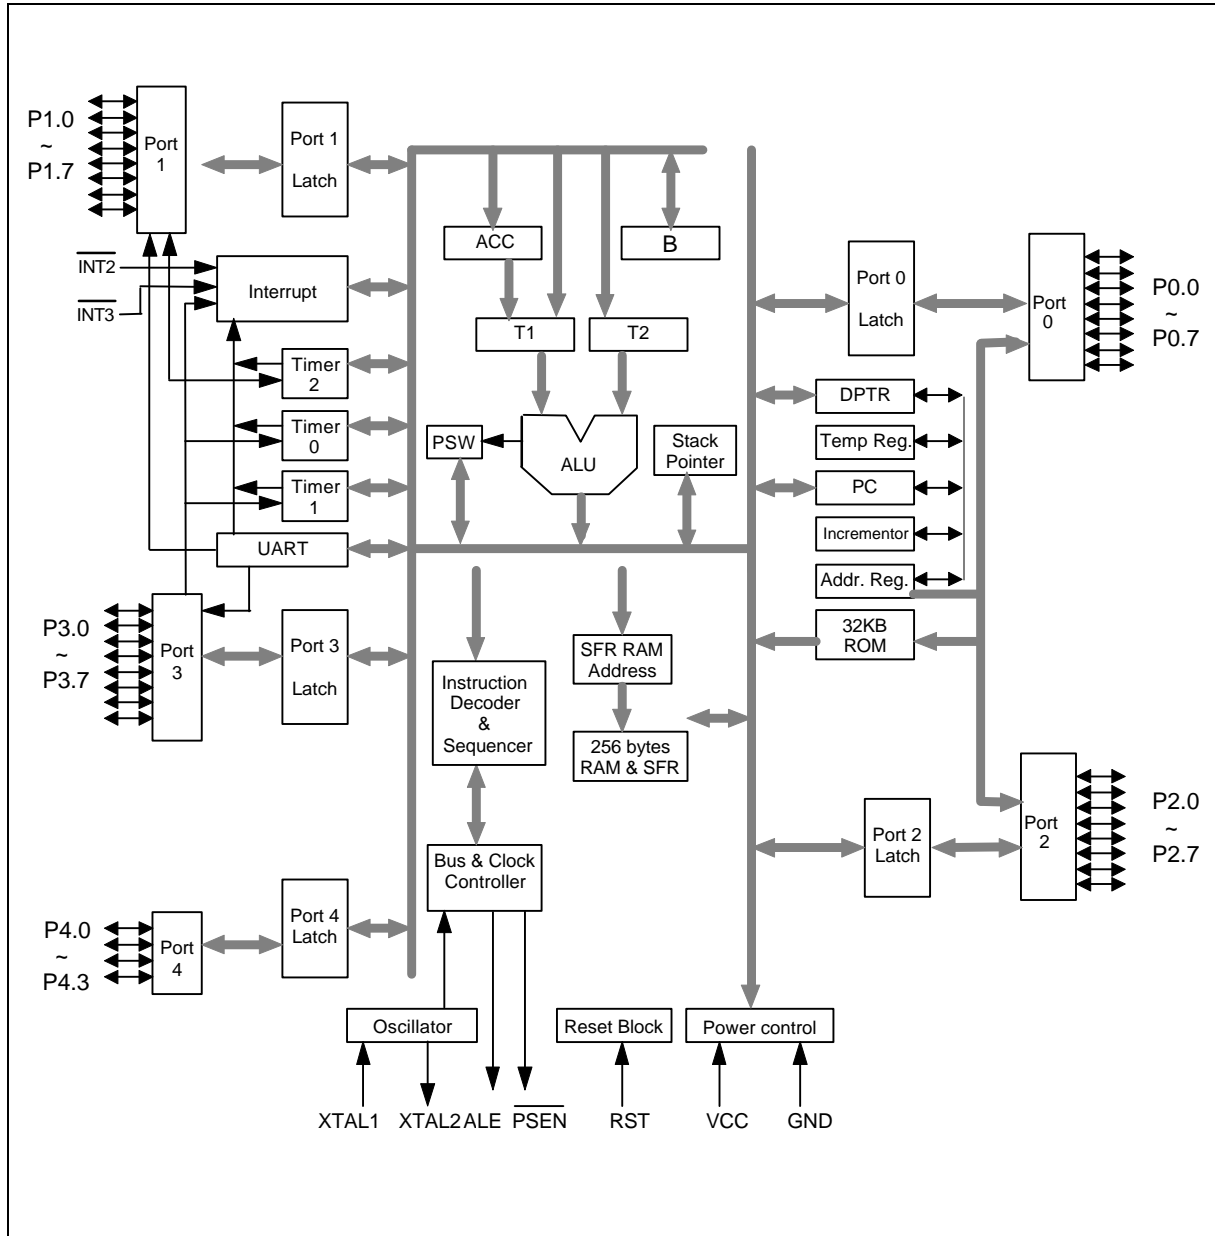 P1.0
~
P1.7
Port
1
Port 1
Latch
INT2
INT3
Interrupt
Timer
2
Timer
0
Timer
1
UART
P3.0
~
P3.7
Port
3
Port 3
Latch
P4.0
~
P4.3
Port
4
Port 4
Latch
ACC
B
T1
T2
PSW
ALU
Stack
Pointer
Instruction
Decoder
&
Sequencer
SFR RAM
Address
256 bytes
RAM & SFR
Bus & Clock
Controller
Oscillator
Reset Block
Power control
XTAL1
XTAL2
ALE
PSEN
RST
VCC
GND
Port 0
Latch
Port
0
P0.0
~
P0.7
DPTR
Temp Reg.
PC
Incrementor
Addr. Reg.
32KB
ROM
Port 2
Latch
Port
2
P2.0
~
P2.7